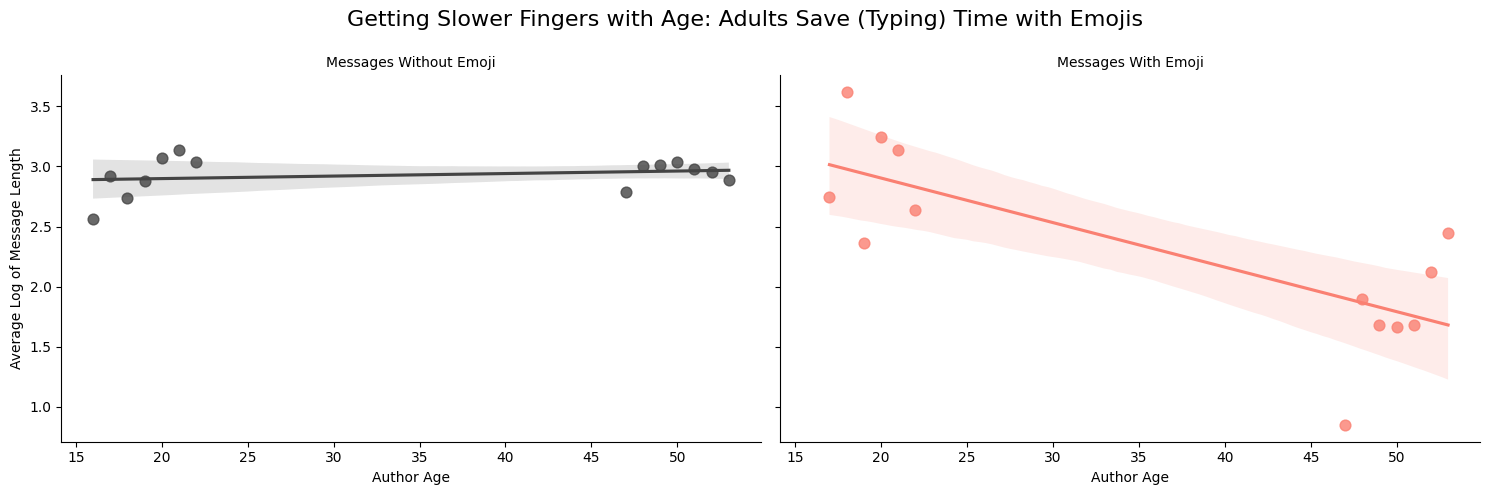 Getting Slower Fingers with Age: Adults Save (Typing) Time with Emojis
Messages Without Emoji
Messages With Emoji
Average Log of Message Length
3.5
3.0
2.5
2.0
1.5
1.0
15 20 25 30 35 40 45 50
15 20 25 30 35 40 45 50
Author Age
Author Age